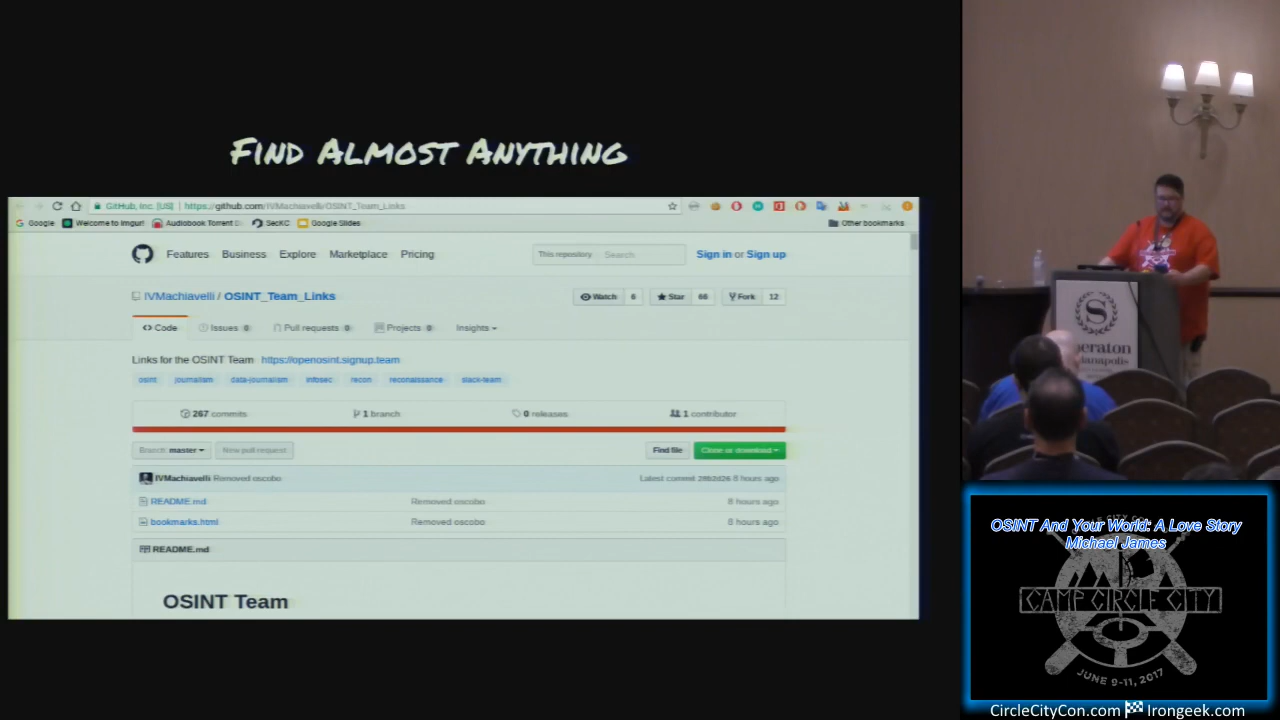 Find Almost Anything
GitHub, Inc. [US] | https://github.com/IVMachiavelli/OSINT_Team_Links
Google Welcome to Imgur! Audiobook Torrent D SecKC Google Slides Other bookmarks
Features Business Explore Marketplace Pricing This repository Search Sign in or Sign up
IVMachiavelli / OSINT_Team_Links Watch 6 Star 66 Fork 12
<> Code Issues 0 Pull requests 0 Projects 0 Insights
Links for the OSINT Team https://openosint.signup.team
osint journalism data-journalism infosec recon reconaissance slack-team
267 commits 1 branch 0 releases 1 contributor
Branch: master New pull request Find file Clone or download
IVMachiavelli Removed oscobo Latest commit 28b2d26 8 hours ago
README.md Removed oscobo 8 hours ago
bookmarks.html Removed oscobo 8 hours ago
README.md
OSINT Team
S
Sheraton
OSINT And Your World: A Love Story
Michael James
CAMP CIRCLE CITY
JUNE 9-11, 2017
CircleCityCon.com Irongeek.com